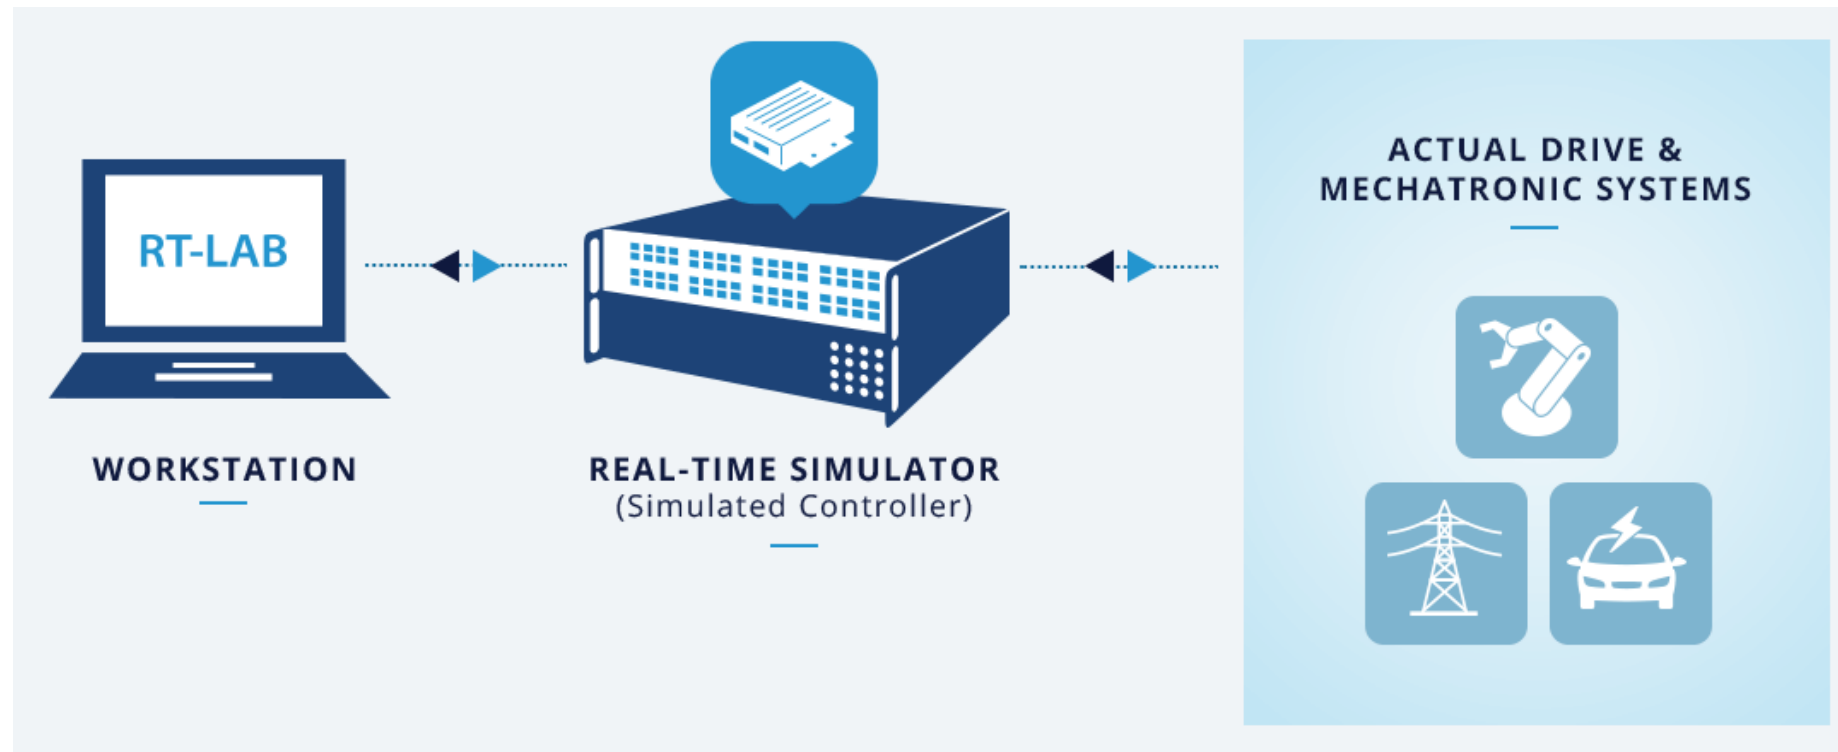 RT-LAB
WORKSTATION
REAL-TIME SIMULATOR
(Simulated Controller)
ACTUAL DRIVE &
MECHATRONIC SYSTEMS